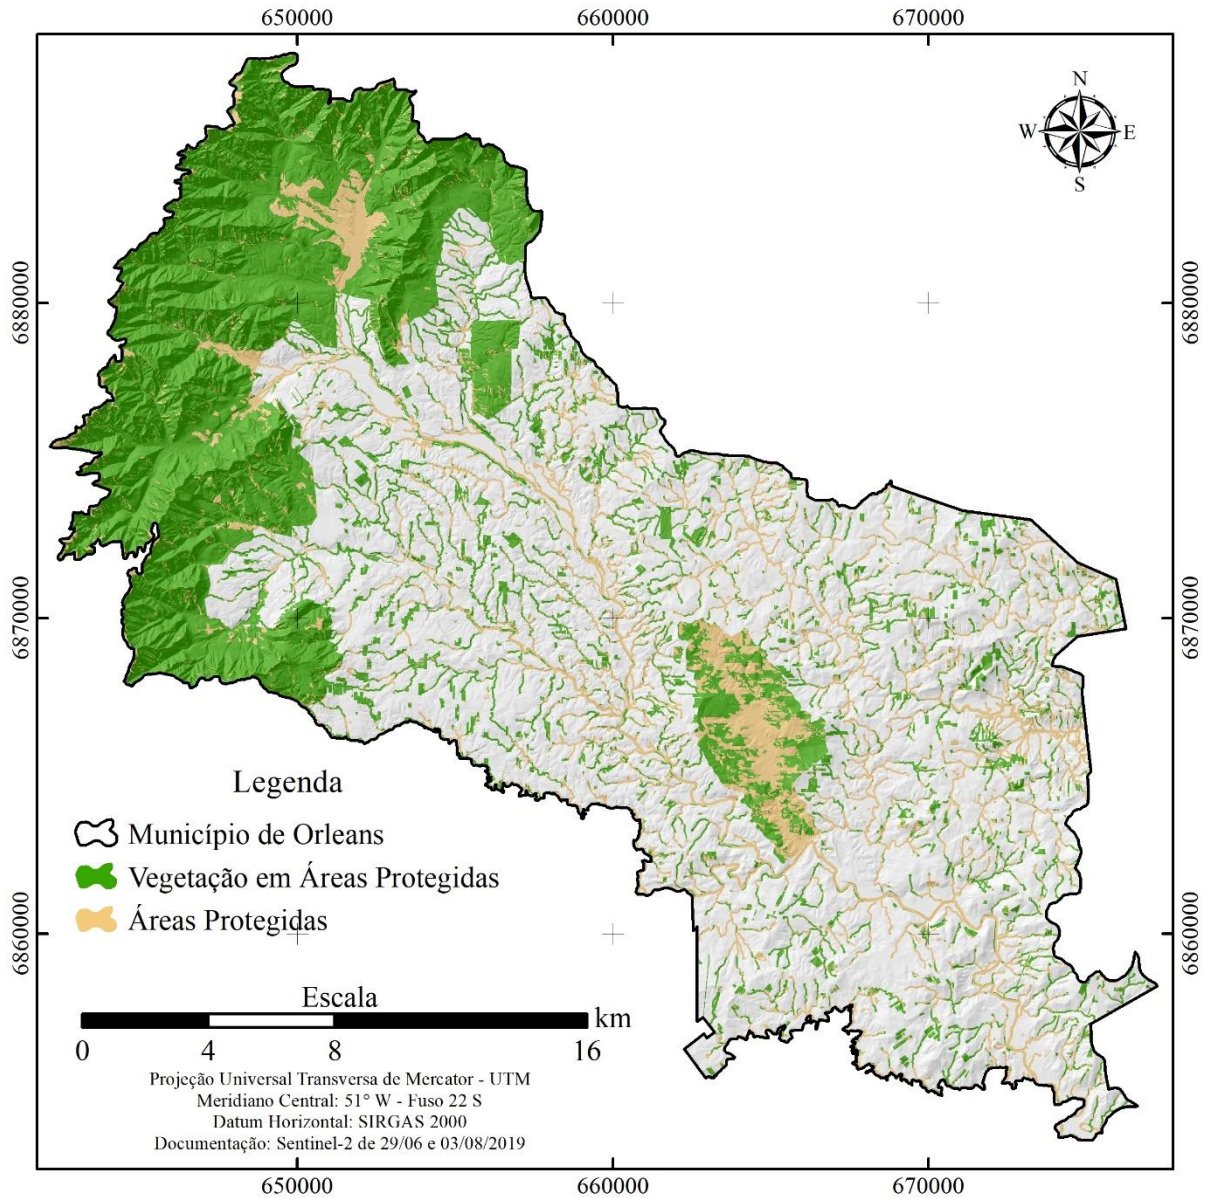 650000 660000 670000
N
W E
S
6880000 6880000
6870000 6870000
Legenda
Município de Orleans
Vegetação em Áreas Protegidas
Áreas Protegidas
6860000 6860000
Escala
km
0 4 8 16
Projeção Universal Transversa de Mercator - UTM
Meridiano Central: 51° W - Fuso 22 S
Datum Horizontal: SIRGAS 2000
Documentação: Sentinel-2 de 29/06 e 03/08/2019
650000 660000 670000